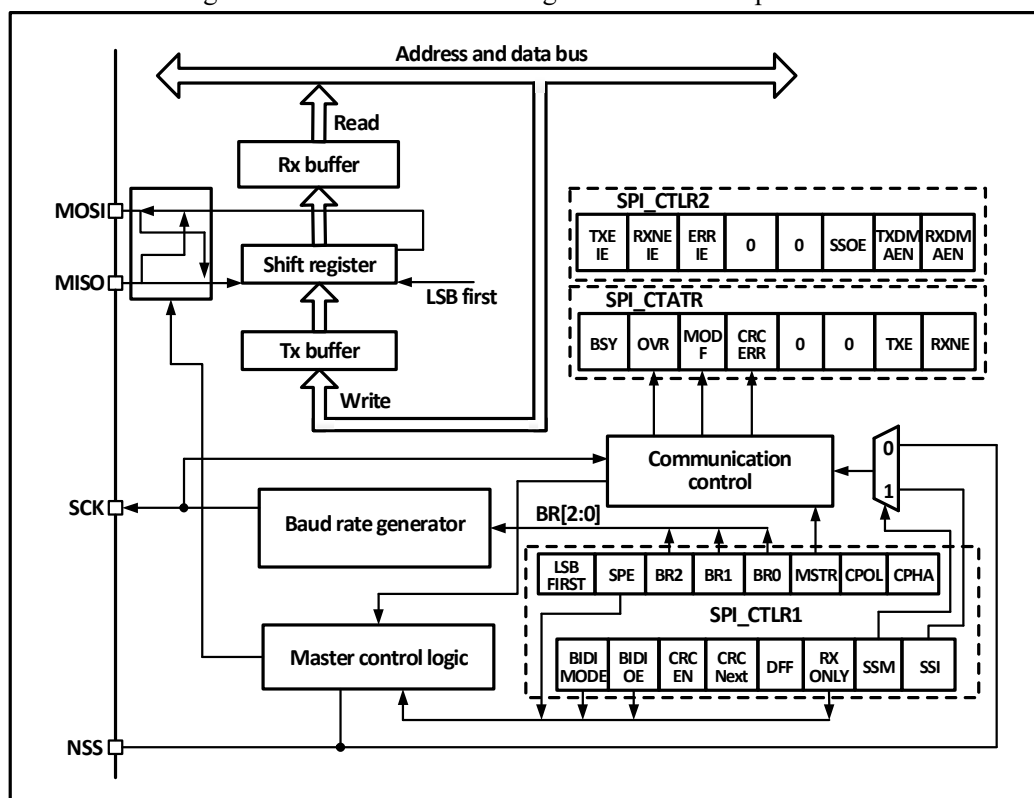 Address and data bus
Read
Rx buffer
MOSI
MISO
Shift register
LSB first
Tx buffer
Write
SPI_CTLR2
TXE IE
RXNE IE
ERR IE
0
0
SSOE
TXDM AEN
RXDM AEN
SPI_CTATR
BSY
OVR
MOD F
CRC ERR
0
0
TXE
RXNE
Communication control
0
1
SCK
Baud rate generator
BR[2:0]
LSB FIRST
SPE
BR2
BR1
BR0
MSTR
CPOL
CPHA
SPI_CTLR1
Master control logic
BIDI MODE
BIDI OE
CRC EN
CRC Next
DFF
RX ONLY
SSM
SSI
NSS